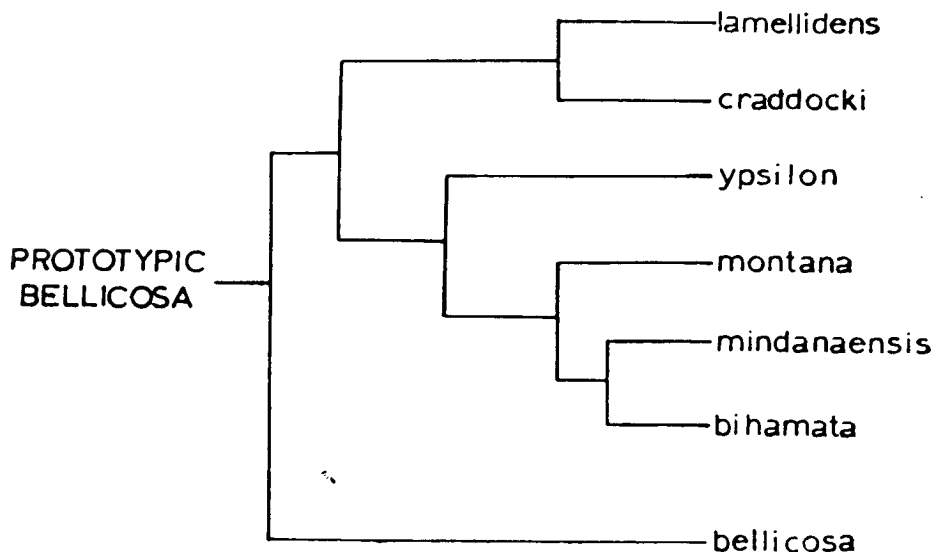 lamellidens
craddocki
ypsilon
montana
PROTOTYPIC
BELLICOSA
mindanaensis
bihamata
bellicosa